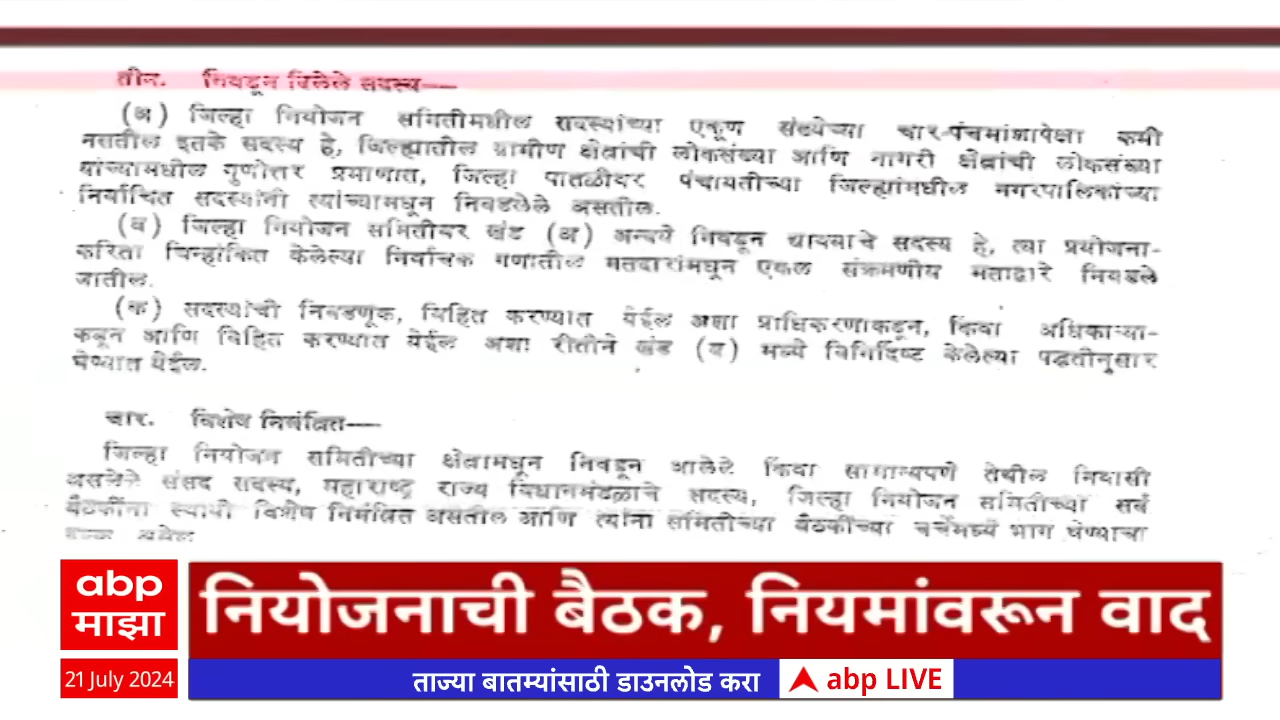 तीन. निवडून दिलेले सदस्य—
(अ) जिल्हा नियोजन समितीमधील सदस्यांच्या एकूण संख्येच्या चार-पंचमांशापेक्षा कमी
नसतील इतके सदस्य हे, जिल्ह्यातील ग्रामीण क्षेत्रांची लोकसंख्या आणि नागरी क्षेत्रांची लोकसंख्या
यांच्यामधील गुणोत्तर प्रमाणात, जिल्हा पातळीवर पंचायतीच्या जिल्ह्यांमधील नगरपालिकांच्या
निर्वाचित सदस्यांनी त्यांच्यामधून निवडलेले असतील.
(ब) जिल्हा नियोजन समितीवर खंड (अ) अन्वये निवडून द्यावयाचे सदस्य हे, त्या प्रयोजना-
करिता चिन्हांकित केलेल्या निर्वाचक गणातील मतदारांमधून एकल संक्रमणीय मताद्वारे निवडले
जातील.
(क) सदस्यांची निवडणूक, विहित करण्यात येईल अशा प्राधिकरणाकडून, किंवा अधिकाऱ्या-
कडून आणि विहित करण्यात येईल अशा रीतीने खंड (ब) मध्ये विनिर्दिष्ट केलेल्या पद्धतीनुसार
घेण्यात येईल.
चार. विशेष निमंत्रित—
जिल्हा नियोजन समितीच्या क्षेत्रामधून निवडून आलेले किंवा सामान्यपणे तेथील निवासी
असलेले संसद सदस्य, महाराष्ट्र राज्य विधानमंडळाचे सदस्य, जिल्हा नियोजन समितीच्या सर्व
बैठकींना स्थायी विशेष निमंत्रित असतील आणि त्यांना समितीच्या बैठकींच्या चर्चेमध्ये भाग घेण्याचा
abp माझा
नियोजनाची बैठक, नियमांवरून वाद
21 July 2024
ताज्या बातम्यांसाठी डाउनलोड करा abp LIVE